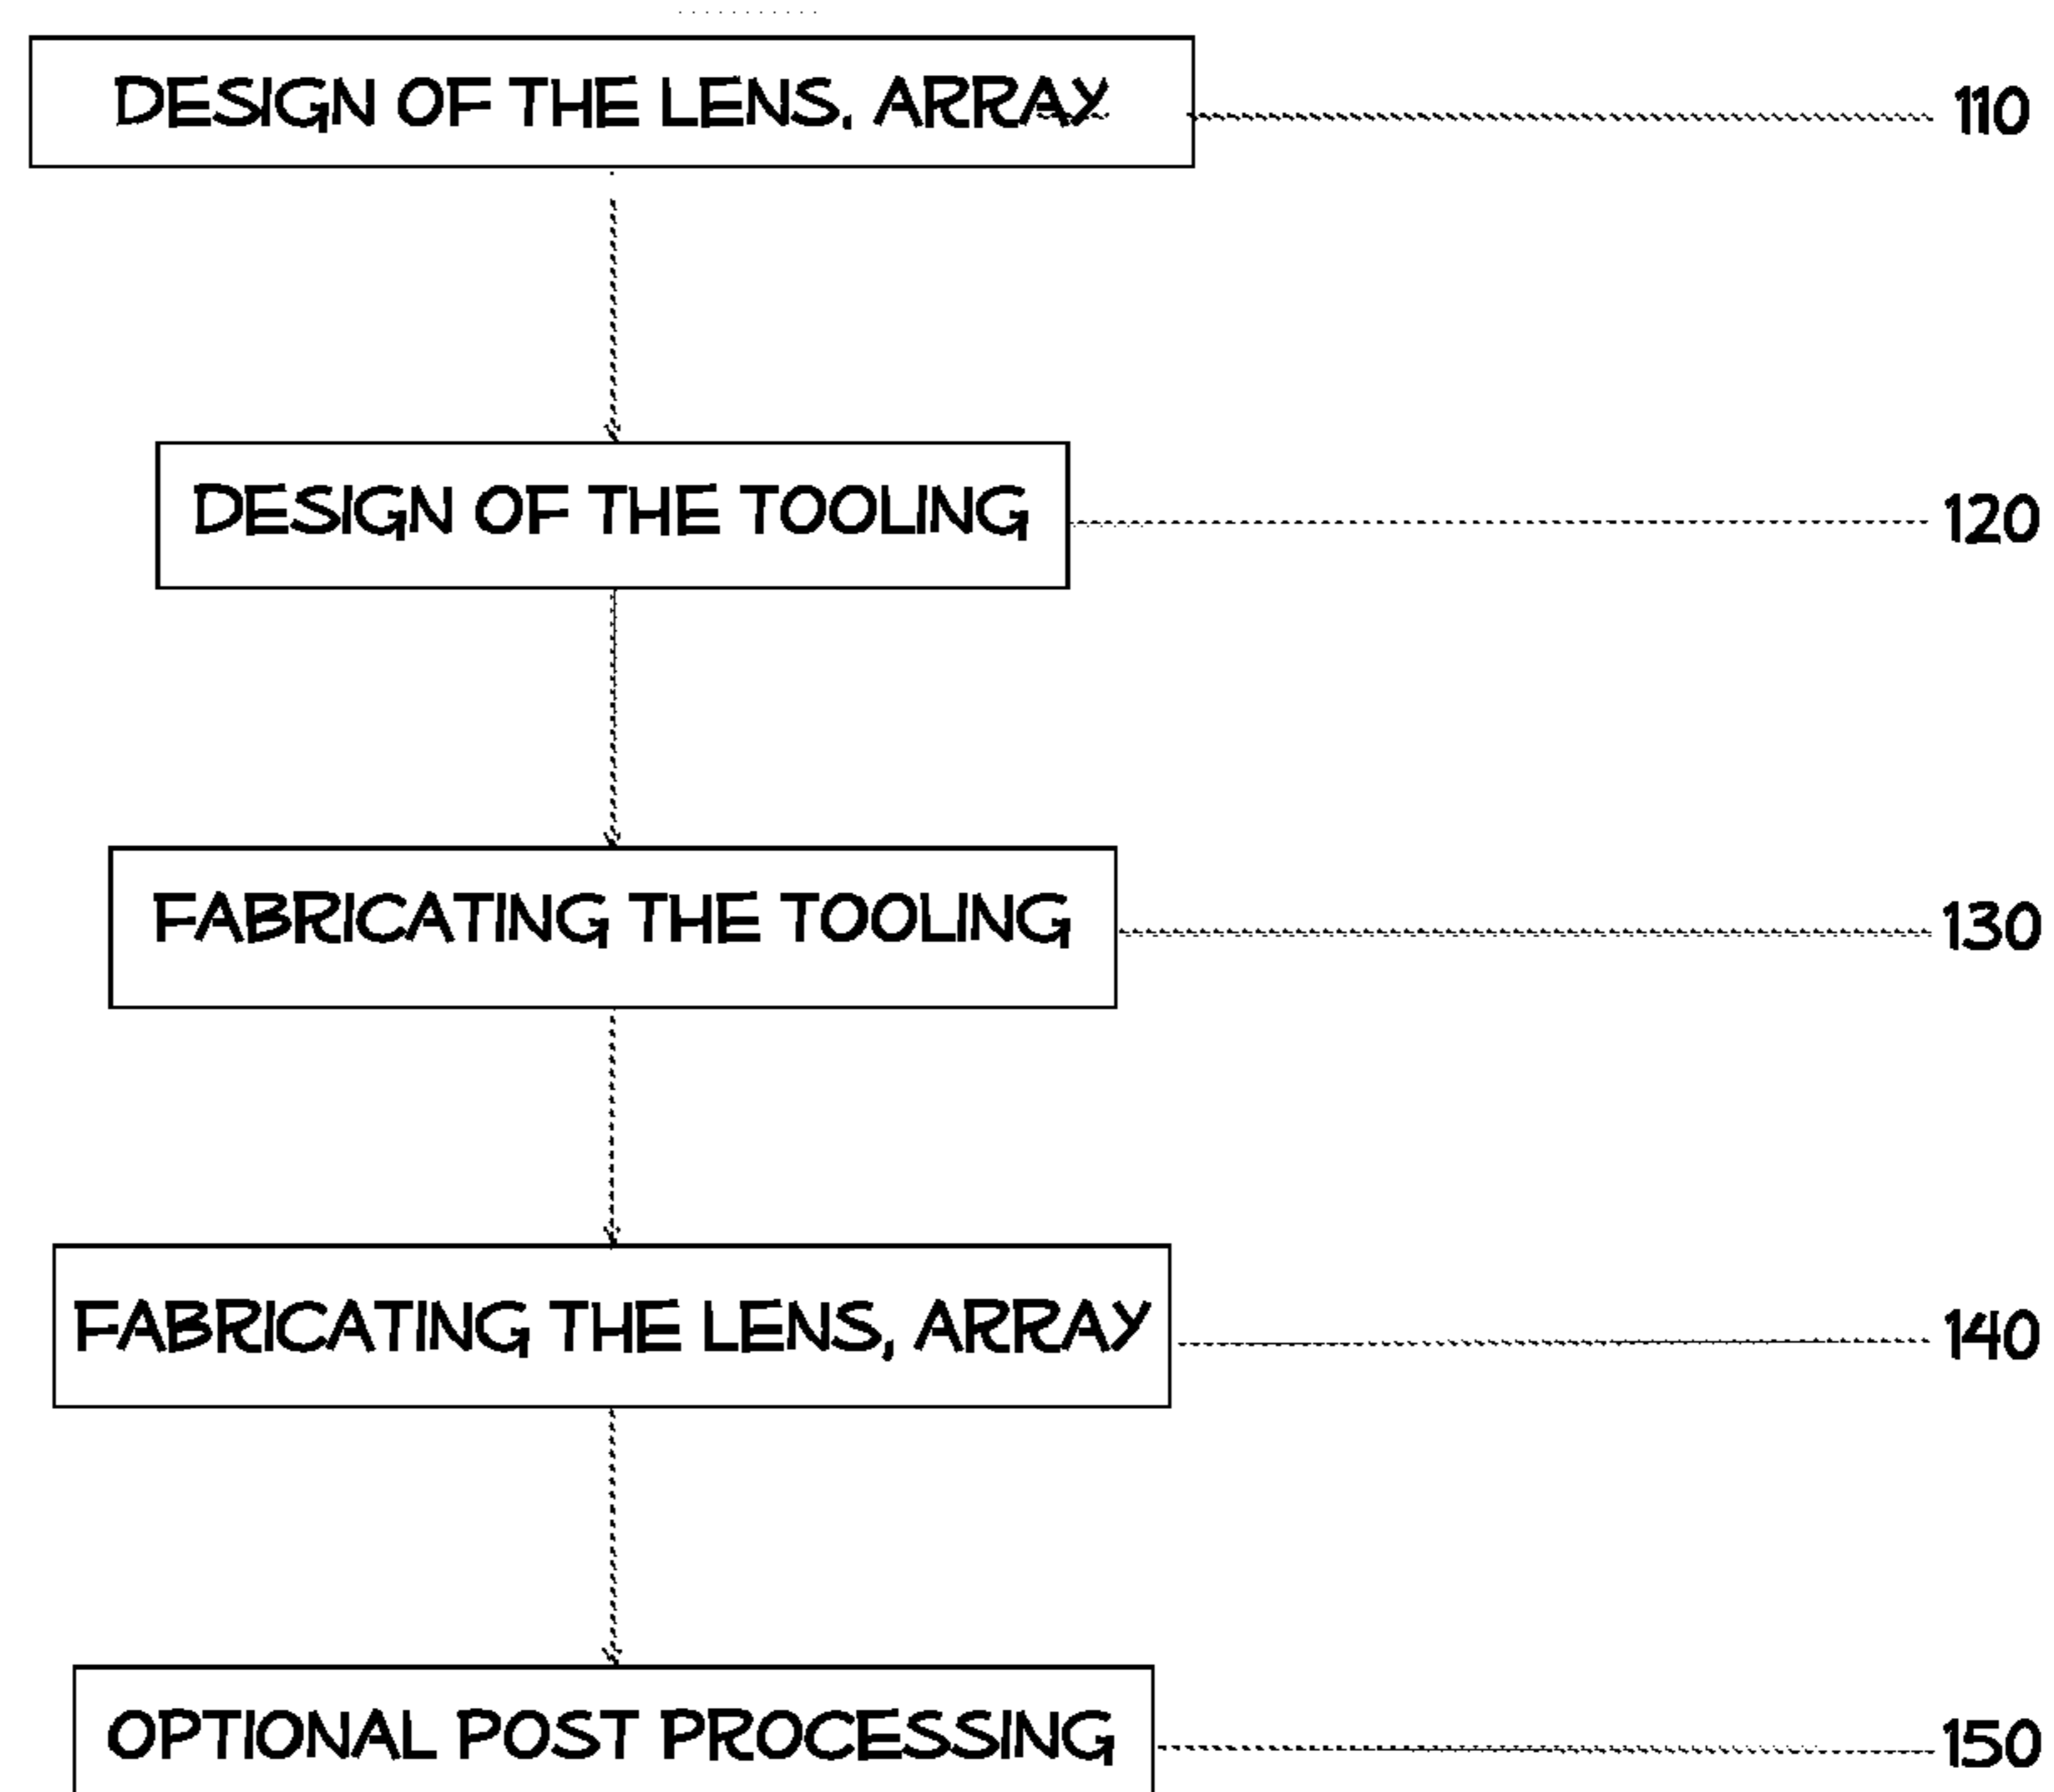 DESIGN OF THE LENS, ARRAY 110
DESIGN OF THE TOOLING 120
FABRICATING THE TOOLING 130
FABRICATING THE LENS, ARRAY 140
OPTIONAL POST PROCESSING 150